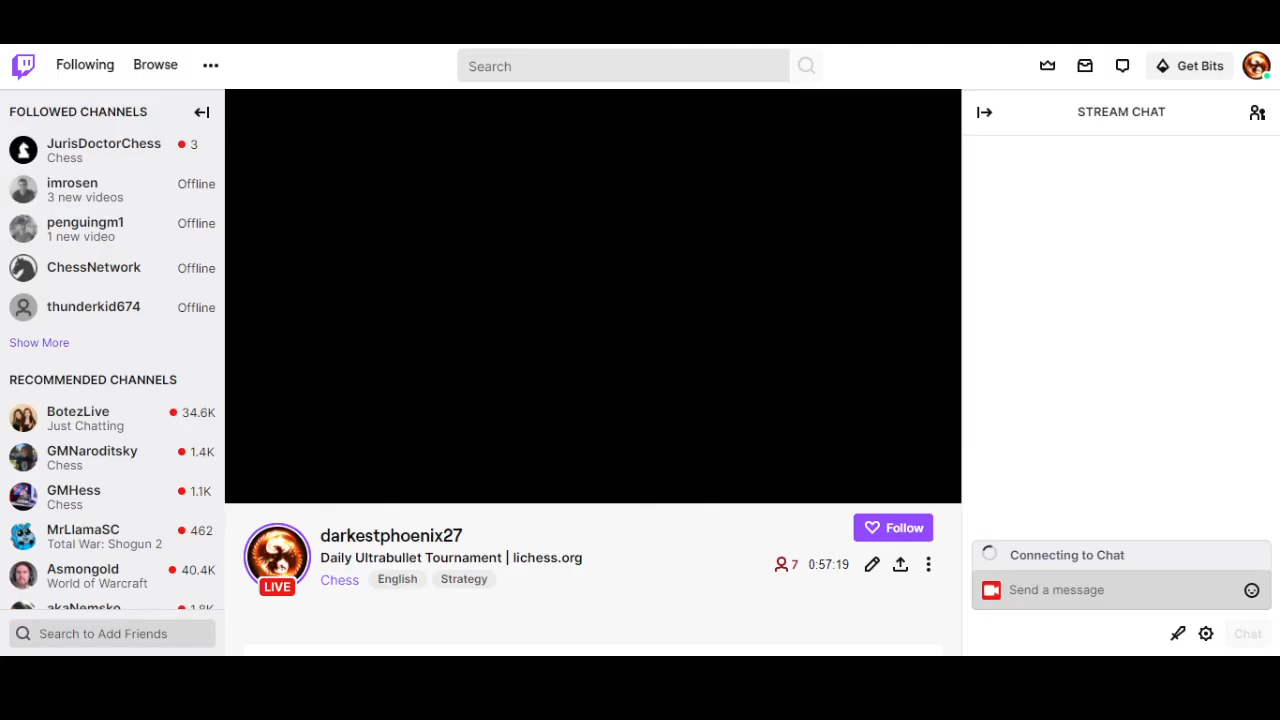 Following
Browse
Search
Get Bits
FOLLOWED CHANNELS
JurisDoctorChess
3
Chess
imrosen
Offline
3 new videos
penguingm1
Offline
1 new video
ChessNetwork
Offline
thunderkid674
Offline
Show More
RECOMMENDED CHANNELS
BotezLive
34.6K
Just Chatting
GMNaroditsky
1.4K
Chess
GMHess
1.1K
Chess
MrLlamaSC
462
Total War: Shogun 2
Asmongold
40.4K
World of Warcraft
akaNemsko
1.8K
Search to Add Friends
LIVE
darkestphoenix27
Daily Ultrabullet Tournament | lichess.org
Chess
English
Strategy
Follow
7
0:57:19
STREAM CHAT
Connecting to Chat
Send a message
Chat